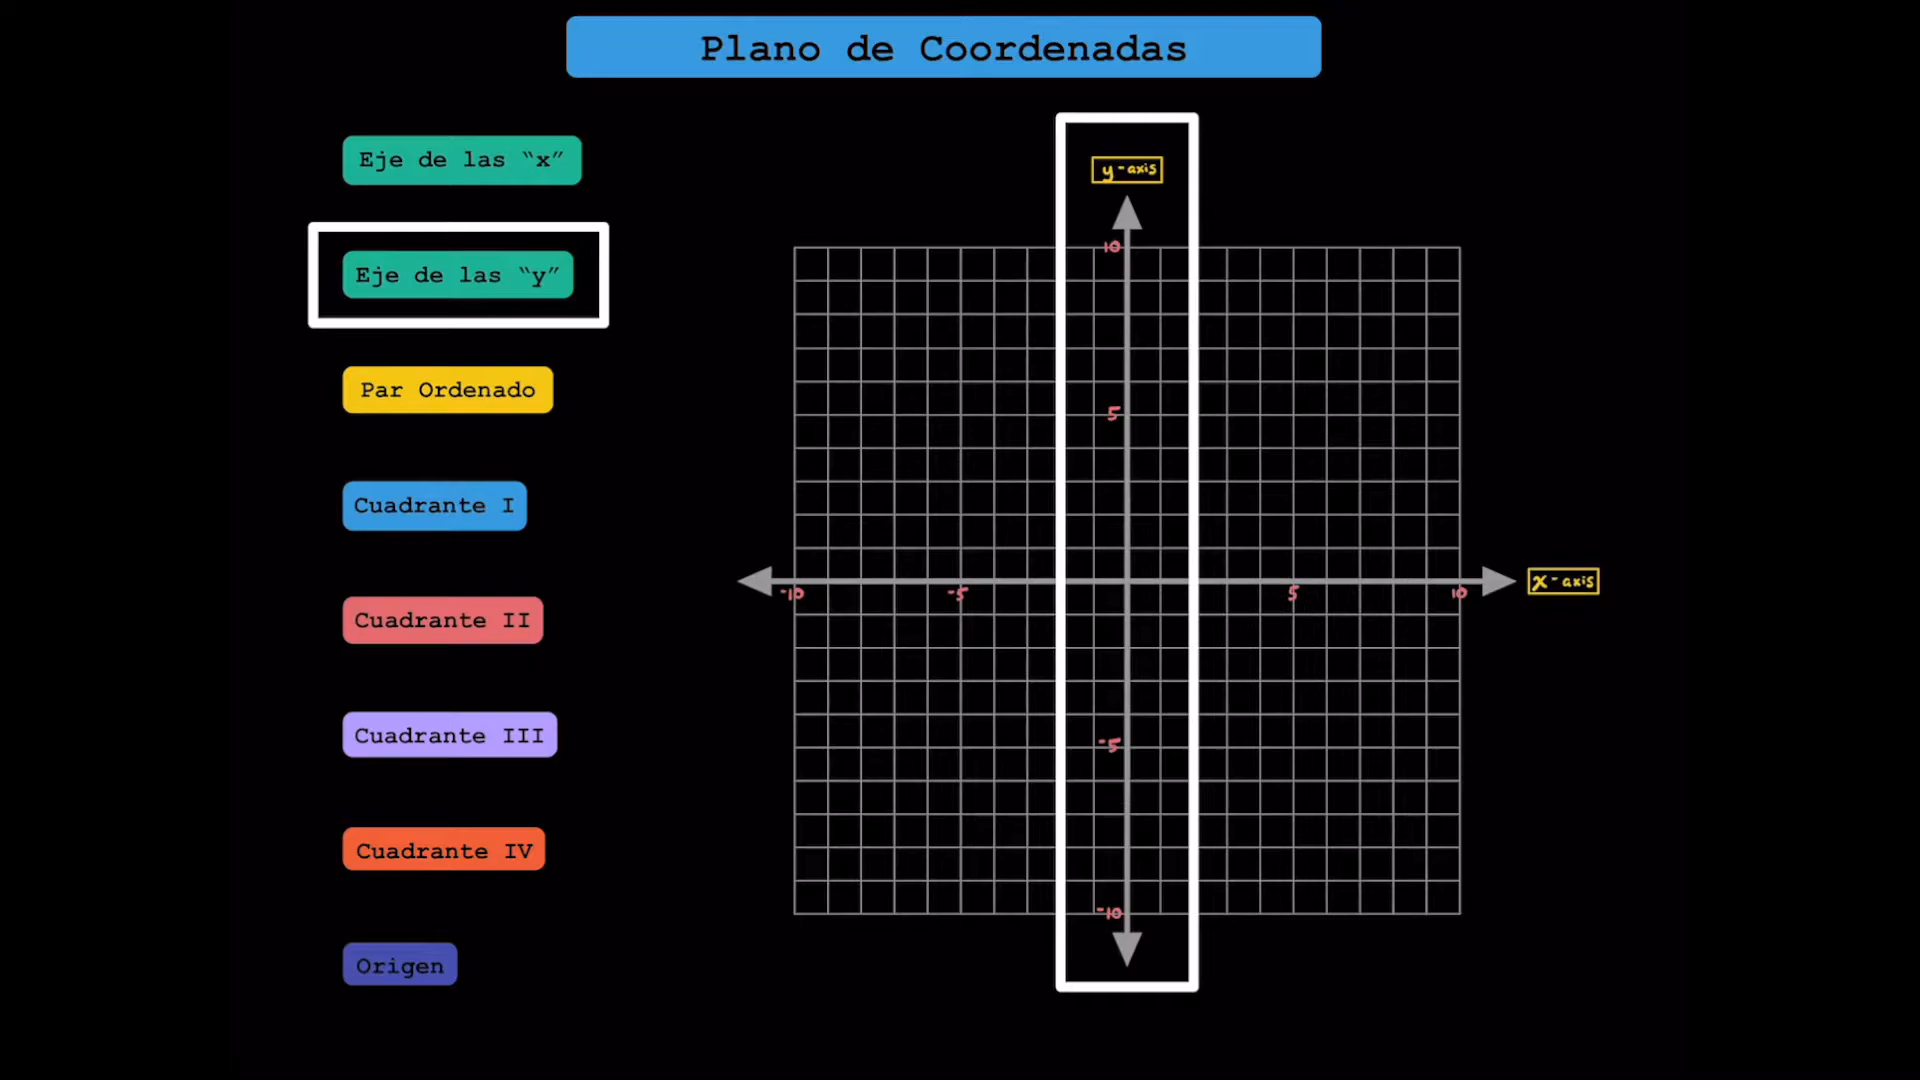 Plano de Coordenadas
Eje de las “x”
Eje de las “y”
Par Ordenado
Cuadrante I
Cuadrante II
Cuadrante III
Cuadrante IV
Origen
y-axis
10
5
-10
-5
5
10
x-axis
-5
-10